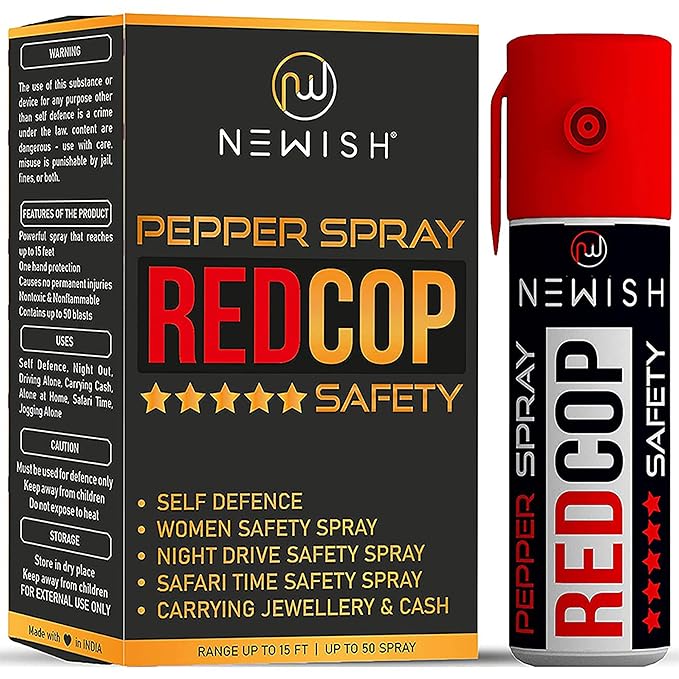 WARNING
The use of this substance or
device for any purpose other
than self defence is a crime
under the law. content are
dangerous - use with care.
misuse is punishable by jail,
fines, or both.
FEATURES OF THE PRODUCT
Powerful spray that reaches
up to 15 feet
One hand protection
Causes no permanent injuries
Nontoxic & Nonflammable
Contains up to 50 blasts
USES
Self Defence, Night Out,
Driving Alone, Carrying Cash,
Alone at Home, Safari Time,
Jogging Alone
CAUTION
Must be used for defence only
Keep away from children
Do not expose to heat
STORAGE
Store in dry place
Keep away from children
FOR EXTERNAL USE ONLY
Made with ♥ in INDIA
NEWISH®
PEPPER SPRAY
REDCOP
SAFETY
• SELF DEFENCE
• WOMEN SAFETY SPRAY
• NIGHT DRIVE SAFETY SPRAY
• SAFARI TIME SAFETY SPRAY
• CARRYING JEWELLERY & CASH
RANGE UP TO 15 FT | UP TO 50 SPRAY
NEWISH
PEPPER SPRAY
REDCOP
SAFETY